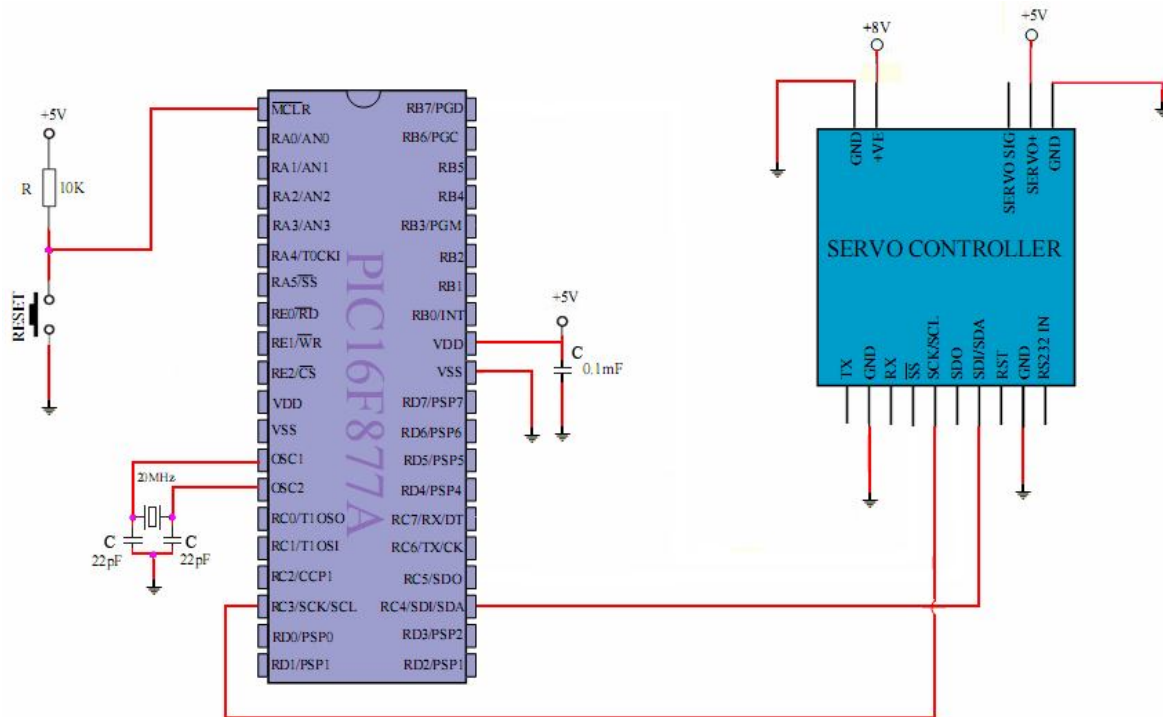 +5V
R
10K
RESET
20MHz
C
22pF
C
22pF
MCLR
RA0/AN0
RA1/AN1
RA2/AN2
RA3/AN3
RA4/T0CKI
RA5/SS
RE0/RD
RE1/WR
RE2/CS
VDD
VSS
OSC1
OSC2
RC0/T1OSO
RC1/T1OSI
RC2/CCP1
RC3/SCK/SCL
RD0/PSP0
RD1/PSP1
PIC16F877A
RB7/PGD
RB6/PGC
RB5
RB4
RB3/PGM
RB2
RB1
RB0/INT
VDD
VSS
RD7/PSP7
RD6/PSP6
RD5/PSP5
RD4/PSP4
RC7/RX/DT
RC6/TX/CK
RC5/SDO
RC4/SDI/SDA
RD3/PSP2
RD2/PSP1
+5V
C
0.1mF
+8V
+5V
GND
+VE
SERVO SIG
SERVO+
GND
SERVO CONTROLLER
TX
GND
RX
SS
SCK/SCL
SDO
SDI/SDA
RST
GND
RS232 IN